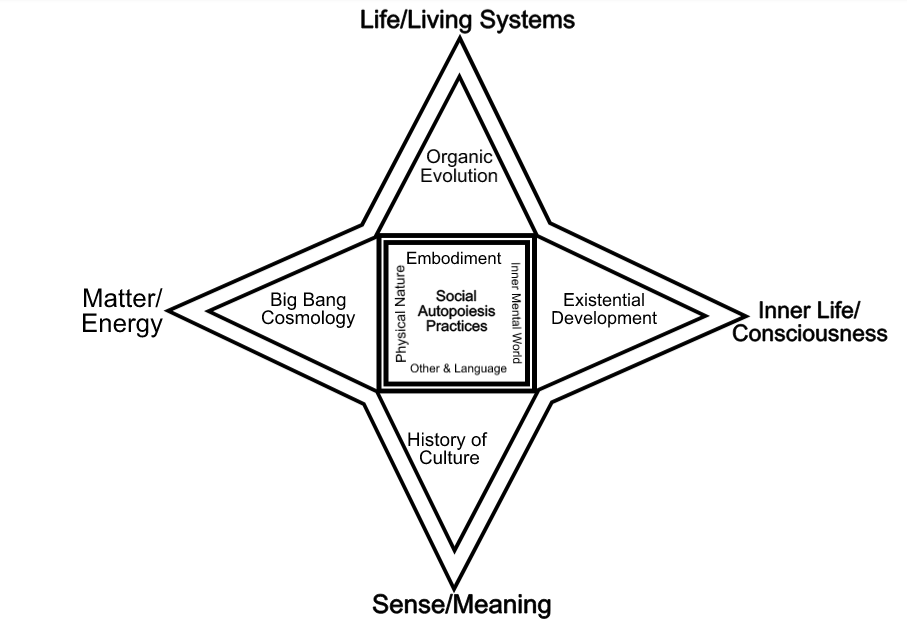 Life/Living Systems
Organic
Evolution
Matter/
Energy
Big Bang
Cosmology
Embodiment
Physical Nature
Social
Autopoiesis
Practices
Inner Mental World
Other & Language
Existential
Development
Inner Life/
Consciousness
History of
Culture
Sense/Meaning